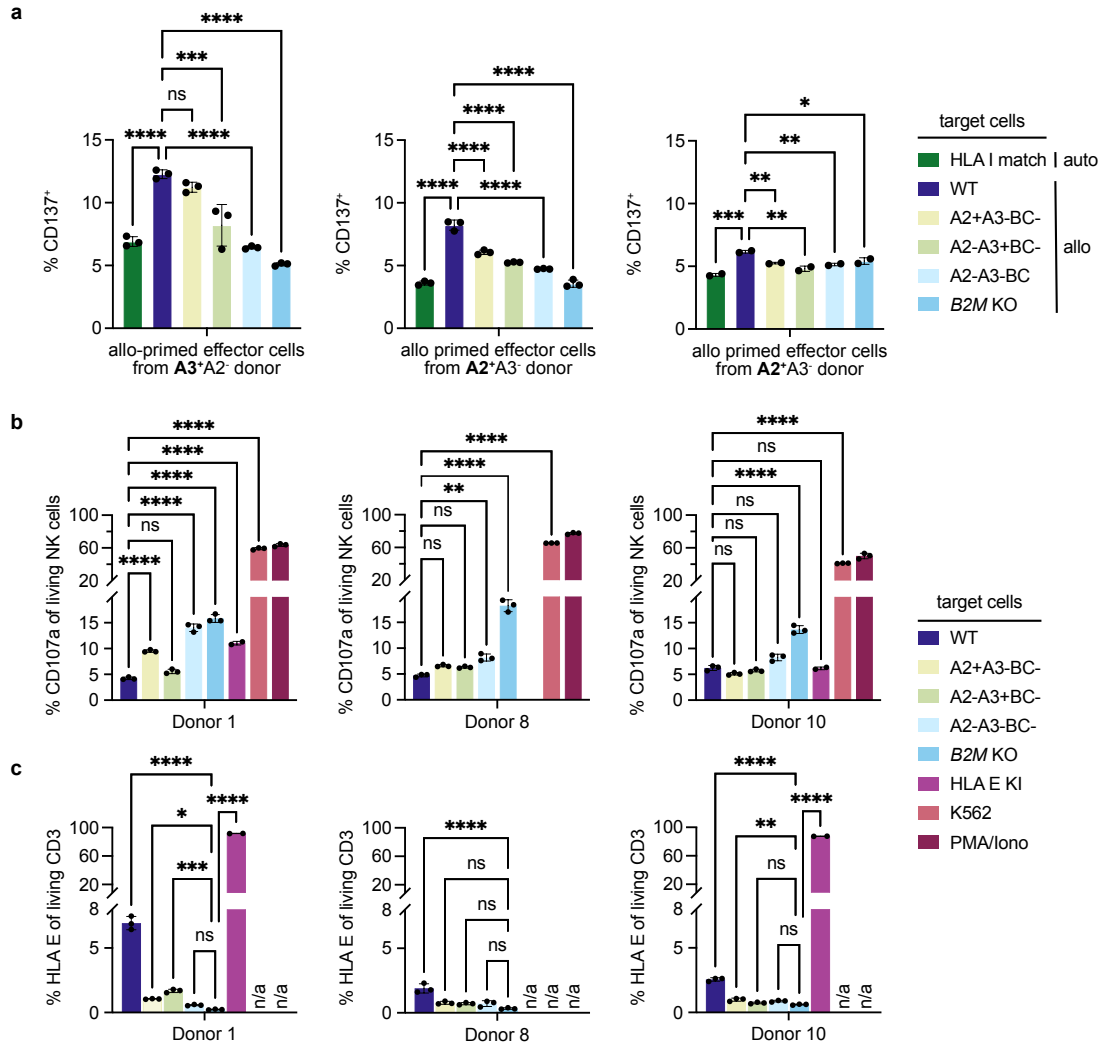 a
****
***
ns
**** ****
15
10
5
0
% CD137⁺
allo-primed effector cells
from A3⁺A2⁻ donor
****
****
****
**** ****
15
10
5
0
% CD137⁺
allo primed effector cells
from A2⁺A3⁻ donor
*
**
**
*** **
15
10
5
0
% CD137⁺
allo primed effector cells
from A2⁺A3⁻ donor
target cells
HLA I match auto
WT
A2+A3-BC-
A2-A3+BC-
A2-A3-BC
B2M KO
allo
b
****
****
****
****
ns
****
100
60
20
15
10
5
0
% CD107a of living NK cells
Donor 1
****
****
**
ns
ns
100
60
20
15
10
5
0
% CD107a of living NK cells
Donor 8
****
ns
****
ns
ns
ns
100
60
20
15
10
5
0
% CD107a of living NK cells
Donor 10
target cells
WT
A2+A3-BC-
A2-A3+BC-
A2-A3-BC-
B2M KO
HLA E KI
K562
PMA/Iono
c
****
****
*
***
ns
100
60
20
8
5
0
% HLA E of living CD3
n/a
n/a
Donor 1
****
ns
ns
ns
100
60
20
8
5
0
% HLA E of living CD3
n/a
n/a
n/a
Donor 8
****
****
**
ns
ns
100
60
20
8
5
0
% HLA E of living CD3
n/a
n/a
Donor 10